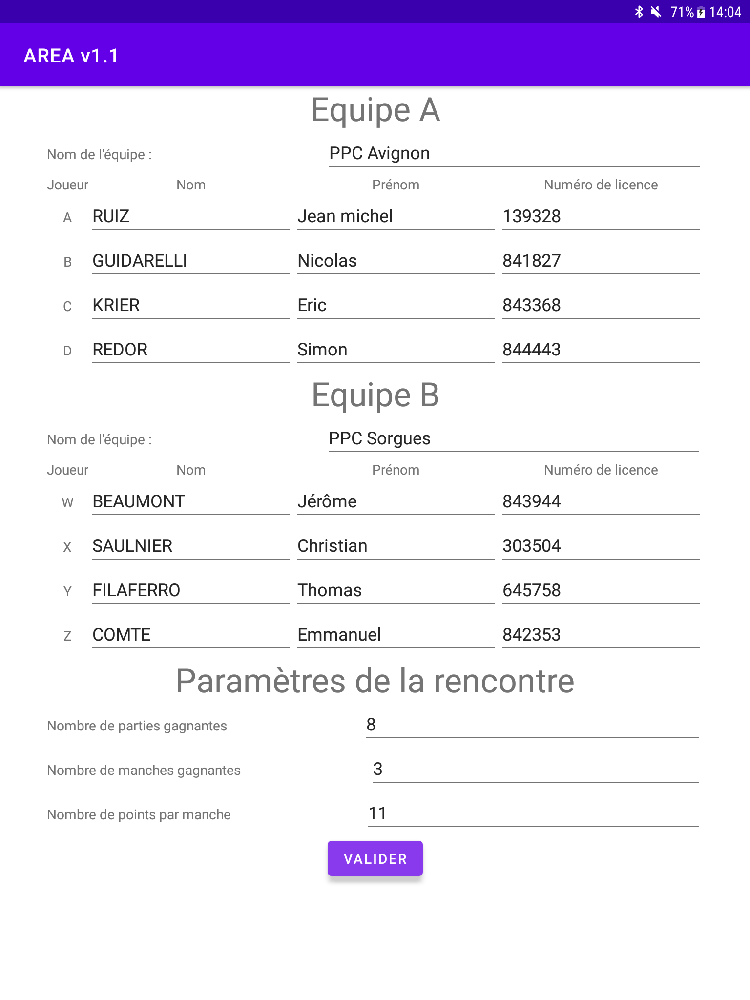 71% 14:04
AREA v1.1
Equipe A
Nom de l'équipe : PPC Avignon
Joueur Nom Prénom Numéro de licence
A RUIZ Jean michel 139328
B GUIDARELLI Nicolas 841827
C KRIER Eric 843368
D REDOR Simon 844443
Equipe B
Nom de l'équipe : PPC Sorgues
Joueur Nom Prénom Numéro de licence
W BEAUMONT Jérôme 843944
X SAULNIER Christian 303504
Y FILAFERRO Thomas 645758
Z COMTE Emmanuel 842353
Paramètres de la rencontre
Nombre de parties gagnantes 8
Nombre de manches gagnantes 3
Nombre de points par manche 11
VALIDER